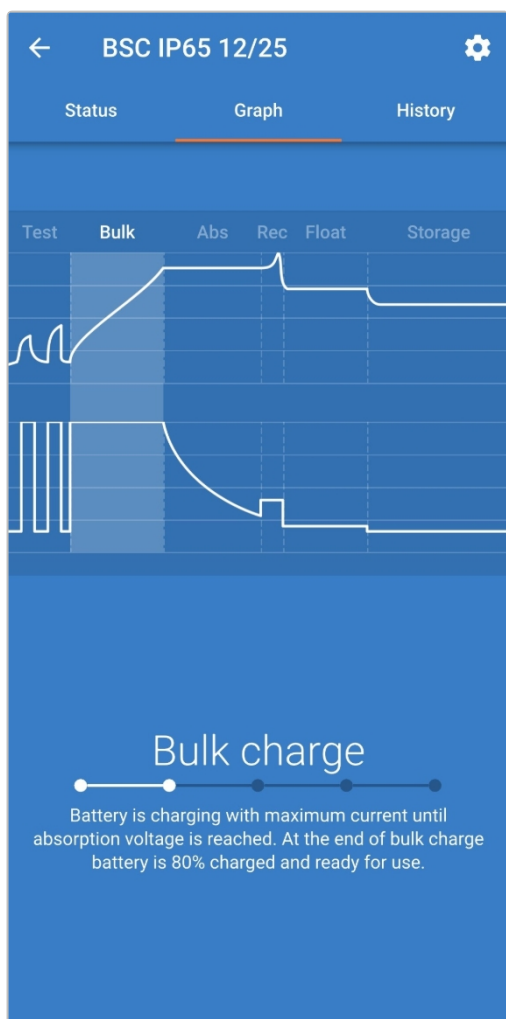 BSC IP65 12/25
Status Graph History
Test Bulk Abs Rec Float Storage
Bulk charge
Battery is charging with maximum current until
absorption voltage is reached. At the end of bulk charge
battery is 80% charged and ready for use.